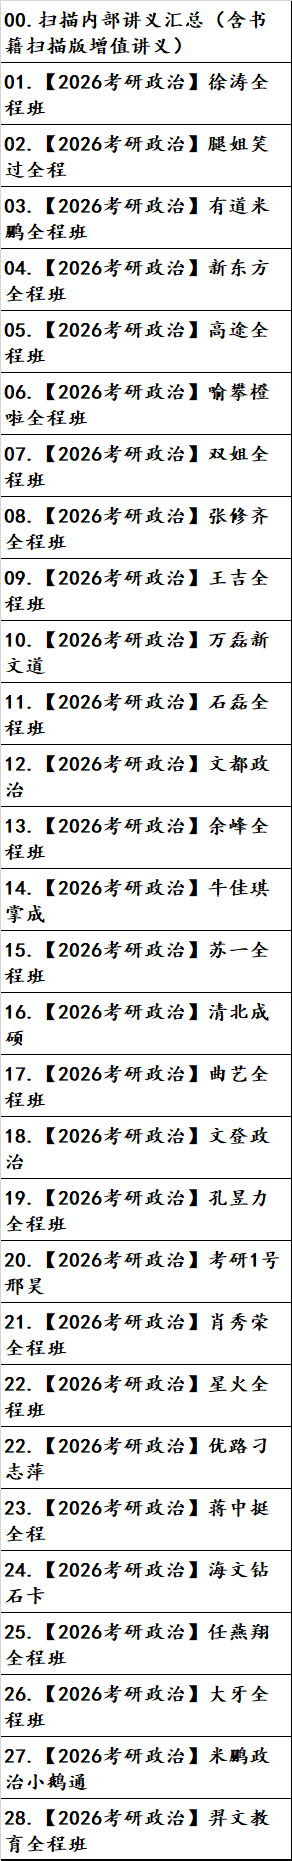 00.扫描内部讲义汇总（含书
籍扫描版增值讲义）
01.【2026考研政治】徐涛全
程班
02.【2026考研政治】腿姐笑
过全程
03.【2026考研政治】有道米
鹏全程班
04.【2026考研政治】新东方
全程班
05.【2026考研政治】高途全
程班
06.【2026考研政治】喻攀橙
啦全程班
07.【2026考研政治】双姐全
程班
08.【2026考研政治】张修齐
全程班
09.【2026考研政治】王吉全
程班
10.【2026考研政治】万磊新
文道
11.【2026考研政治】石磊全
程班
12.【2026考研政治】文都政
治
13.【2026考研政治】余峰全
程班
14.【2026考研政治】牛佳琪
掌成
15.【2026考研政治】苏一全
程班
16.【2026考研政治】清北成
硕
17.【2026考研政治】曲艺全
程班
18.【2026考研政治】文登政
治
19.【2026考研政治】孔昱力
全程班
20.【2026考研政治】考研1号
邢昊
21.【2026考研政治】肖秀荣
全程班
22.【2026考研政治】星火全
程班
22.【2026考研政治】优路刁
志萍
23.【2026考研政治】蒋中挺
全程
24.【2026考研政治】海文钻
石卡
25.【2026考研政治】任燕翔
全程班
26.【2026考研政治】大牙全
程班
27.【2026考研政治】米鹏政
治小鹅通
28.【2026考研政治】羿文教
育全程班